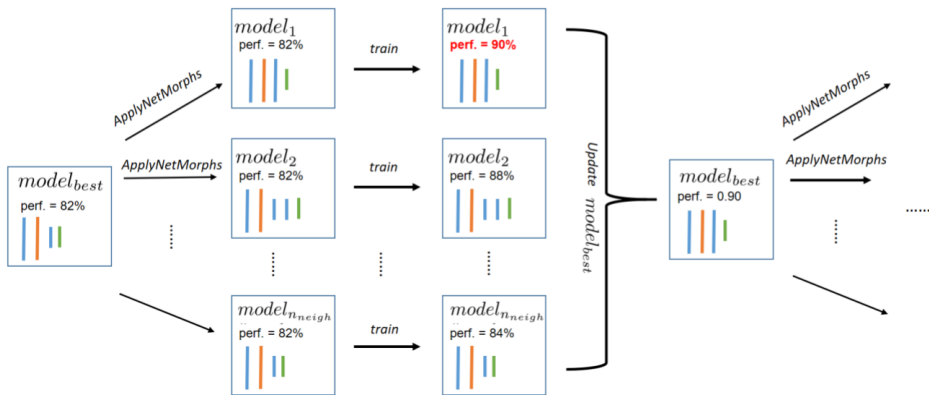 model_1
perf. = 82%
train
model_1
perf. = 90%
ApplyNetMorphs
ApplyNetMorphs
model_2
perf. = 82%
train
model_2
perf. = 88%
model_best
perf. = 82%
Update model_best
model_best
perf. = 0.90
ApplyNetMorphs
ApplyNetMorphs
......
model_n_neigh
perf. = 82%
train
model_n_neigh
perf. = 84%